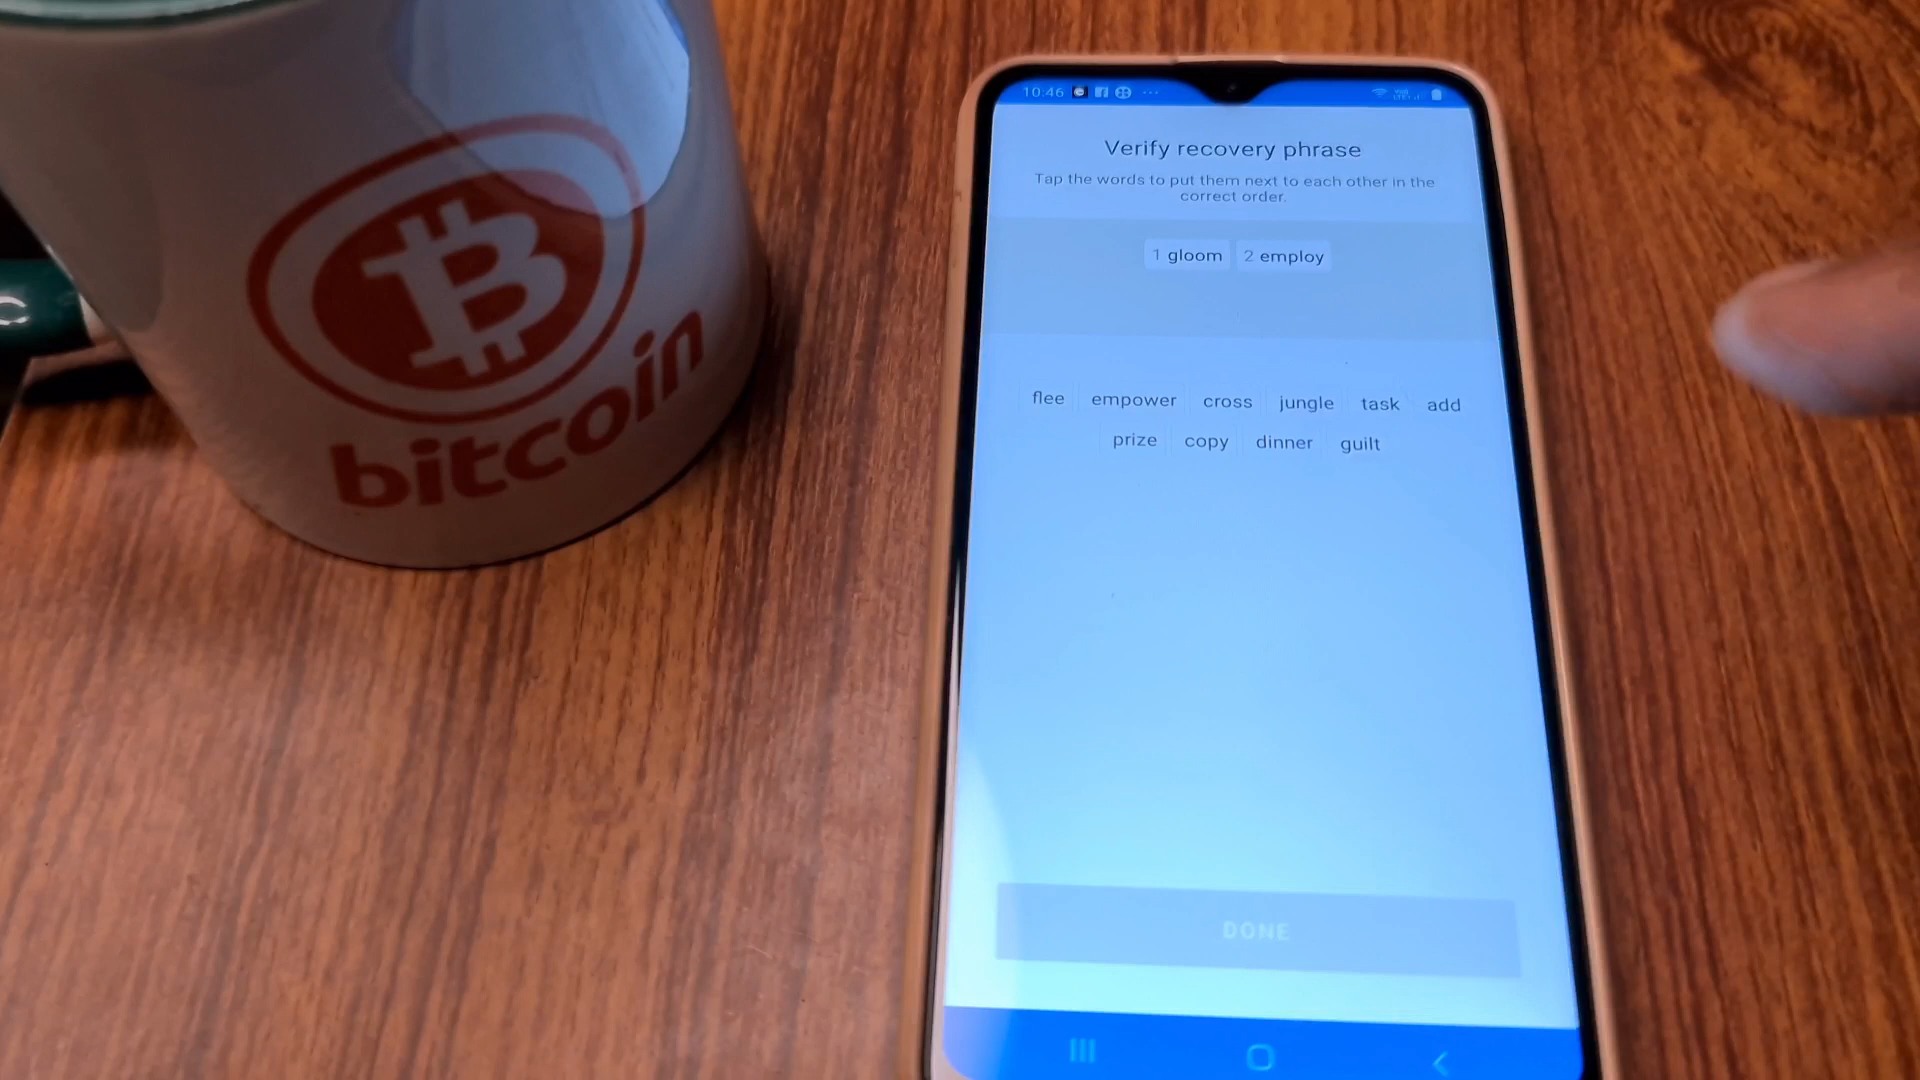 bitcoin
10:46
Verify recovery phrase
Tap the words to put them next to each other in the
correct order.
1 gloom 2 employ
flee empower cross jungle task add
prize copy dinner guilt
DONE